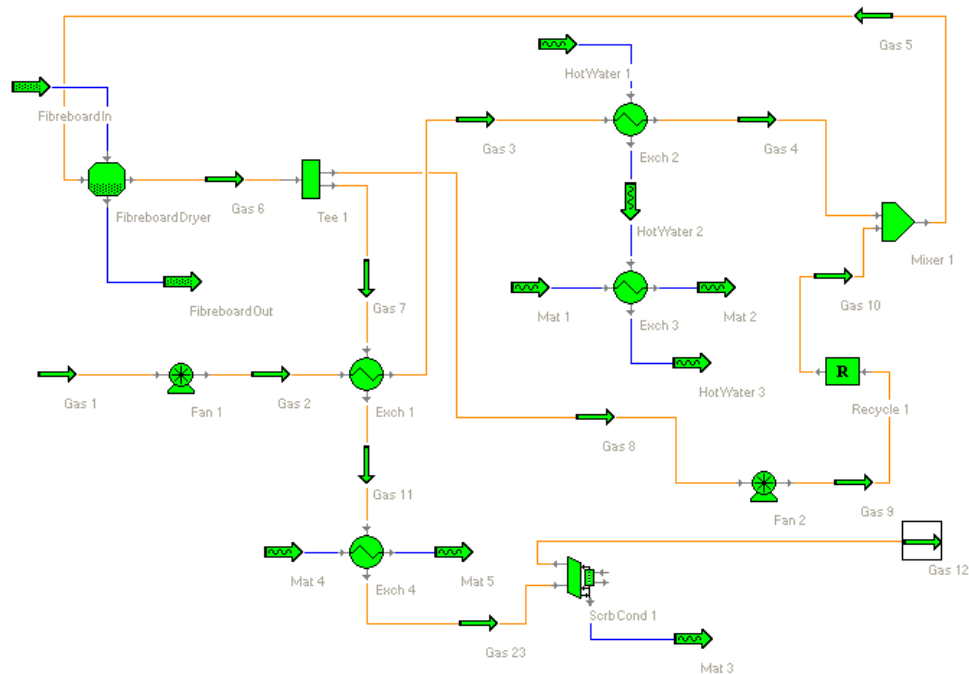 Gas 5
HotWater 1
FibreboardIn
Gas 3
Exch 2
Gas 4
Gas 6
FibreboardDryer
Tee 1
HotWater 2
Mixer 1
Gas 10
FibreboardOut
Gas 7
Mat 1
Exch 3
Mat 2
HotWater 3
Gas 1
Fan 1
Gas 2
Exch 1
R
Recycle 1
Gas 8
Gas 11
Fan 2
Gas 9
Gas 12
Mat 4
Exch 4
Mat 5
ScrbCond 1
Gas 23
Mat 3